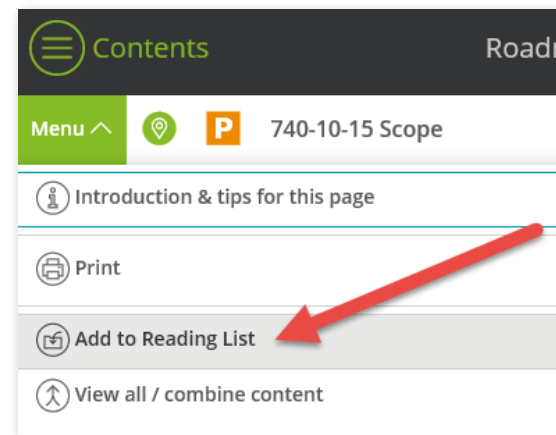 Contents
Menu P 740-10-15 Scope
Introduction & tips for this page
Print
Add to Reading List
View all / combine content